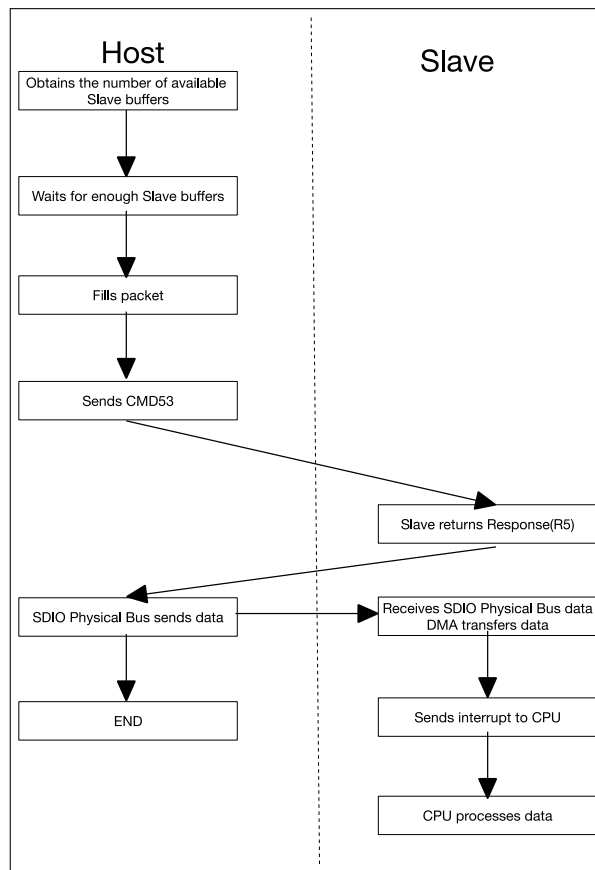 Host
Slave
Obtains the number of available
Slave buffers
Waits for enough Slave buffers
Fills packet
Sends CMD53
Slave returns Response(R5)
SDIO Physical Bus sends data
Receives SDIO Physical Bus data
DMA transfers data
END
Sends interrupt to CPU
CPU processes data